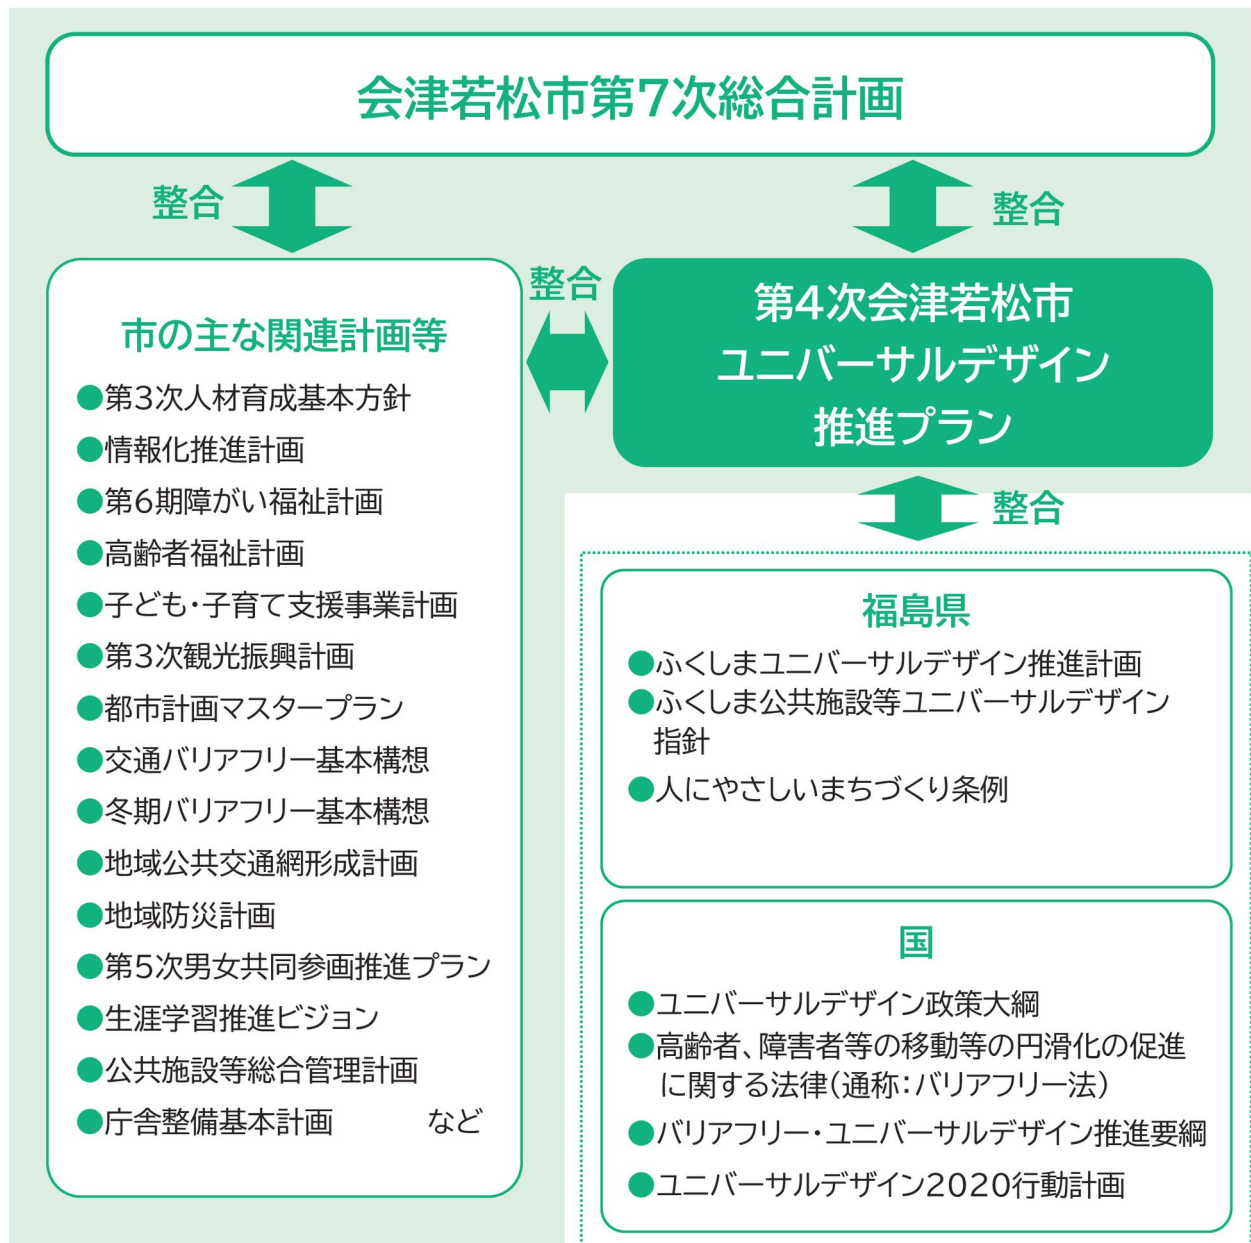 会津若松市第7次総合計画
整合
整合
整合
市の主な関連計画等
●第3次人材育成基本方針
●情報化推進計画
●第6期障がい福祉計画
●高齢者福祉計画
●子ども・子育て支援事業計画
●第3次観光振興計画
●都市計画マスタープラン
●交通バリアフリー基本構想
●冬期バリアフリー基本構想
●地域公共交通網形成計画
●地域防災計画
●第5次男女共同参画推進プラン
●生涯学習推進ビジョン
●公共施設等総合管理計画
●庁舎整備基本計画 など
第4次会津若松市
ユニバーサルデザイン
推進プラン
整合
福島県
●ふくしまユニバーサルデザイン推進計画
●ふくしま公共施設等ユニバーサルデザイン
指針
●人にやさしいまちづくり条例
国
●ユニバーサルデザイン政策大綱
●高齢者、障害者等の移動等の円滑化の促進
に関する法律(通称:バリアフリー法)
●バリアフリー・ユニバーサルデザイン推進要綱
●ユニバーサルデザイン2020行動計画